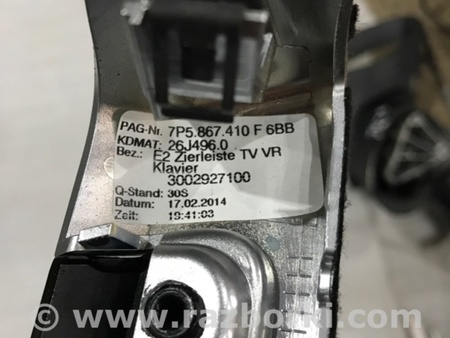 PAG-Nr. 7P5.867.410 F 6BB
KDMAT: 26J496.0
Bez.: E2 Zierleiste TV VR
Klavier
3002927100
Q-Stand: 30S
Datum: 17.02.2014
Zeit: 19:41:03
© www.razborki.com